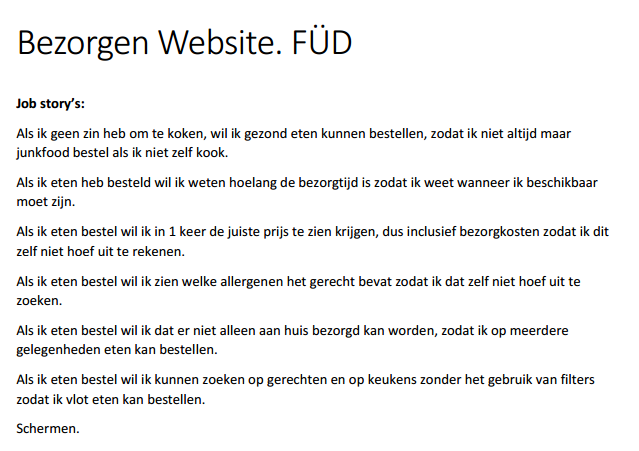 Bezorgen Website. FÜD
Job story’s:
Als ik geen zin heb om te koken, wil ik gezond eten kunnen bestellen, zodat ik niet altijd maar
junkfood bestel als ik niet zelf kook.
Als ik eten heb besteld wil ik weten hoelang de bezorgtijd is zodat ik weet wanneer ik beschikbaar
moet zijn.
Als ik eten bestel wil ik in 1 keer de juiste prijs te zien krijgen, dus inclusief bezorgkosten zodat ik dit
zelf niet hoef uit te rekenen.
Als ik eten bestel wil ik zien welke allergenen het gerecht bevat zodat ik dat zelf niet hoef uit te
zoeken.
Als ik eten bestel wil ik dat er niet alleen aan huis bezorgd kan worden, zodat ik op meerdere
gelegenheden eten kan bestellen.
Als ik eten bestel wil ik kunnen zoeken op gerechten en op keukens zonder het gebruik van filters
zodat ik vlot eten kan bestellen.
Schermen.